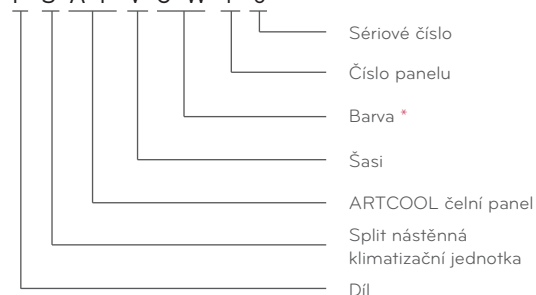 Sériové číslo
Číslo panelu
Barva *
Šasi
ARTCOOL čelní panel
Split nástěnná
klimatizační jednotka
Díl